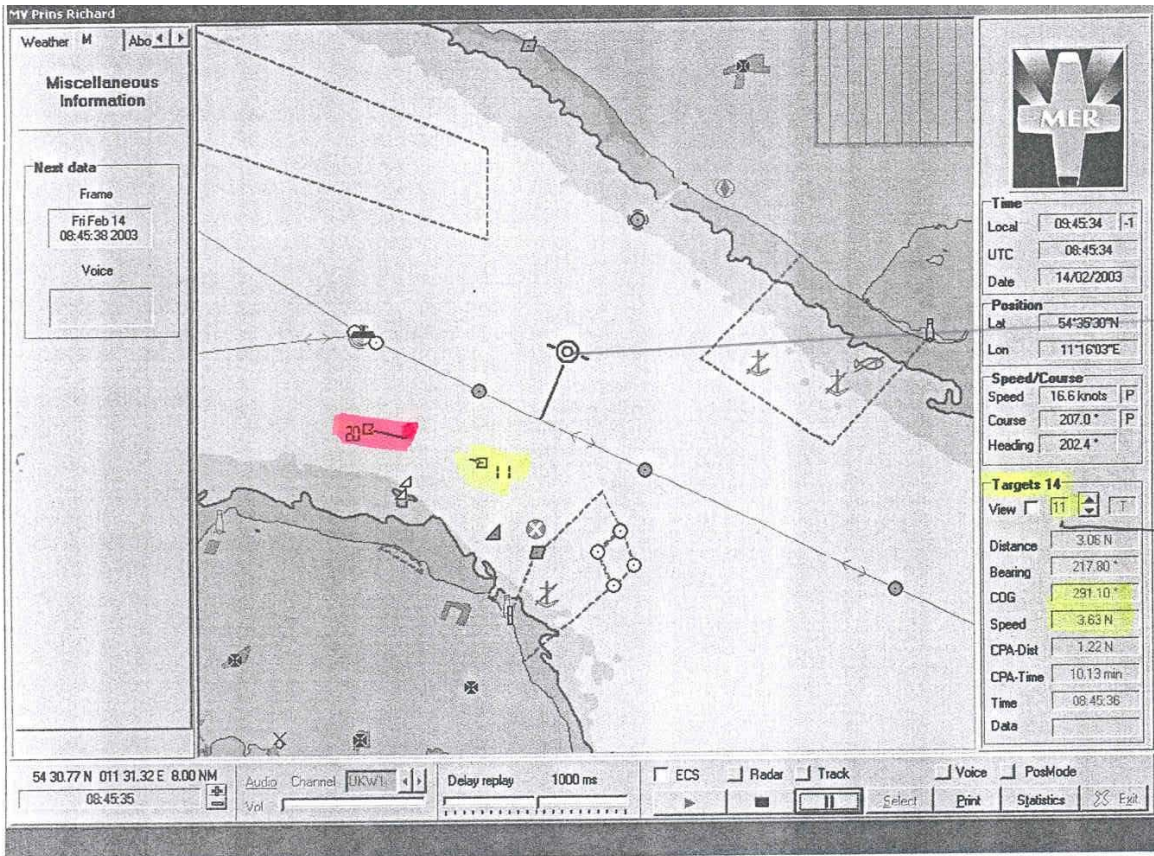 MV Prins Richard
Weather M Abo
Miscellaneous
Information
Next data
Frame
Fri Feb 14
08:45:38 2003
Voice
20
11
MER
Time
Local 09:45:34 -1
UTC 08:45:34
Date 14/02/2003
Position
Lat 54°35'30"N
Lon 11°16'03"E
Speed/Course
Speed 16.6 knots P
Course 207.0 ° P
Heading 202.4 °
Targets 14
View 11 T
Distance 3.06 N
Bearing 217.80 °
COG 291.10 °
Speed 3.63 N
CPA-Dist 1.22 N
CPA-Time 10.13 min
Time 08:45:36
Data
54 30.77 N 011 31.32 E 8.00 NM
08:45:35
Audio Channel UKW1
Vol
Delay replay 1000 ms
ECS Radar Track Voice PosMode
Select Print Statistics Exit